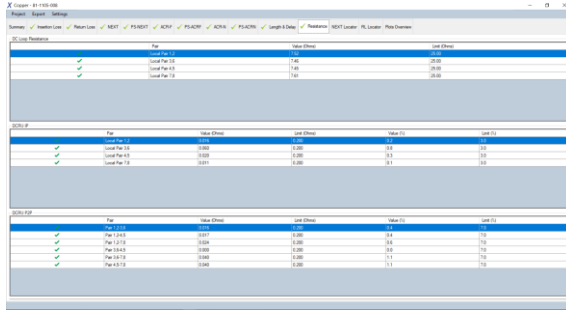 Copper - 01-1105-008
Project Export Settings
Summary Insertion Loss Return Loss NEXT PS-NEXT ACR-F PS-ACRF ACR-N PS-ACRN Length & Delay Resistance NEXT Locator RL Locator Plots Overview
DC Loop Resistance
Pair Value (Ohms) Limit (Ohms)
Local Pair 1,2 7.52 25.00
Local Pair 3,6 7.48 25.00
Local Pair 4,5 7.45 25.00
Local Pair 7,8 7.61 25.00
DCRU IP
Pair Value (Ohms) Limit (Ohms) Value (%) Limit (%)
Local Pair 1,2 0.015 0.200 0.2 3.0
Local Pair 3,6 0.200 0.8 3.0
Local Pair 4,5 0.020 0.200 0.3 3.0
Local Pair 7,8 0.011 0.200 0.1 3.0
DCRU P2P
Pair Value (Ohms) Limit (Ohms) Value (%) Limit (%)
Pair 1,2-3,6 0.016 0.200 0.4 7.0
Pair 1,2-4,5 0.017 0.200 0.4 7.0
Pair 1,2-7,8 0.024 0.200 0.6 7.0
Pair 3,6-4,5 0.000 0.200 0.0 7.0
Pair 3,6-7,8 0.040 0.200 1.1 7.0
Pair 4,5-7,8 0.040 0.200 1.1 7.0